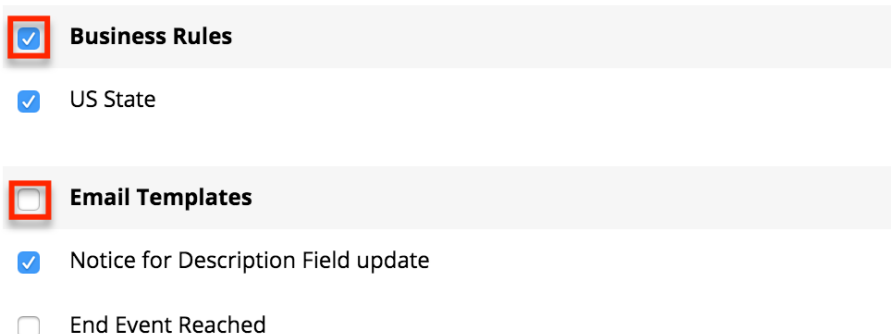 Business Rules
US State
Email Templates
Notice for Description Field update
End Event Reached